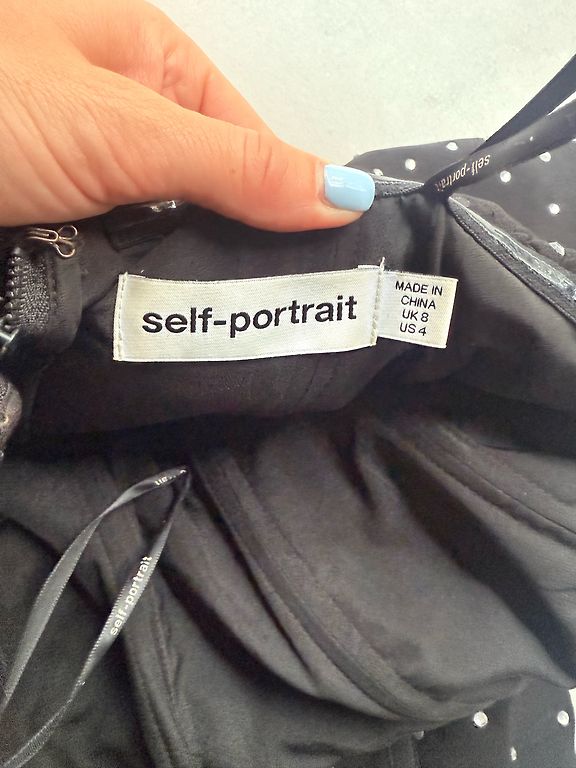 self-portrait
self-portrait
MADE IN
CHINA
UK 8
US 4
self-portrait